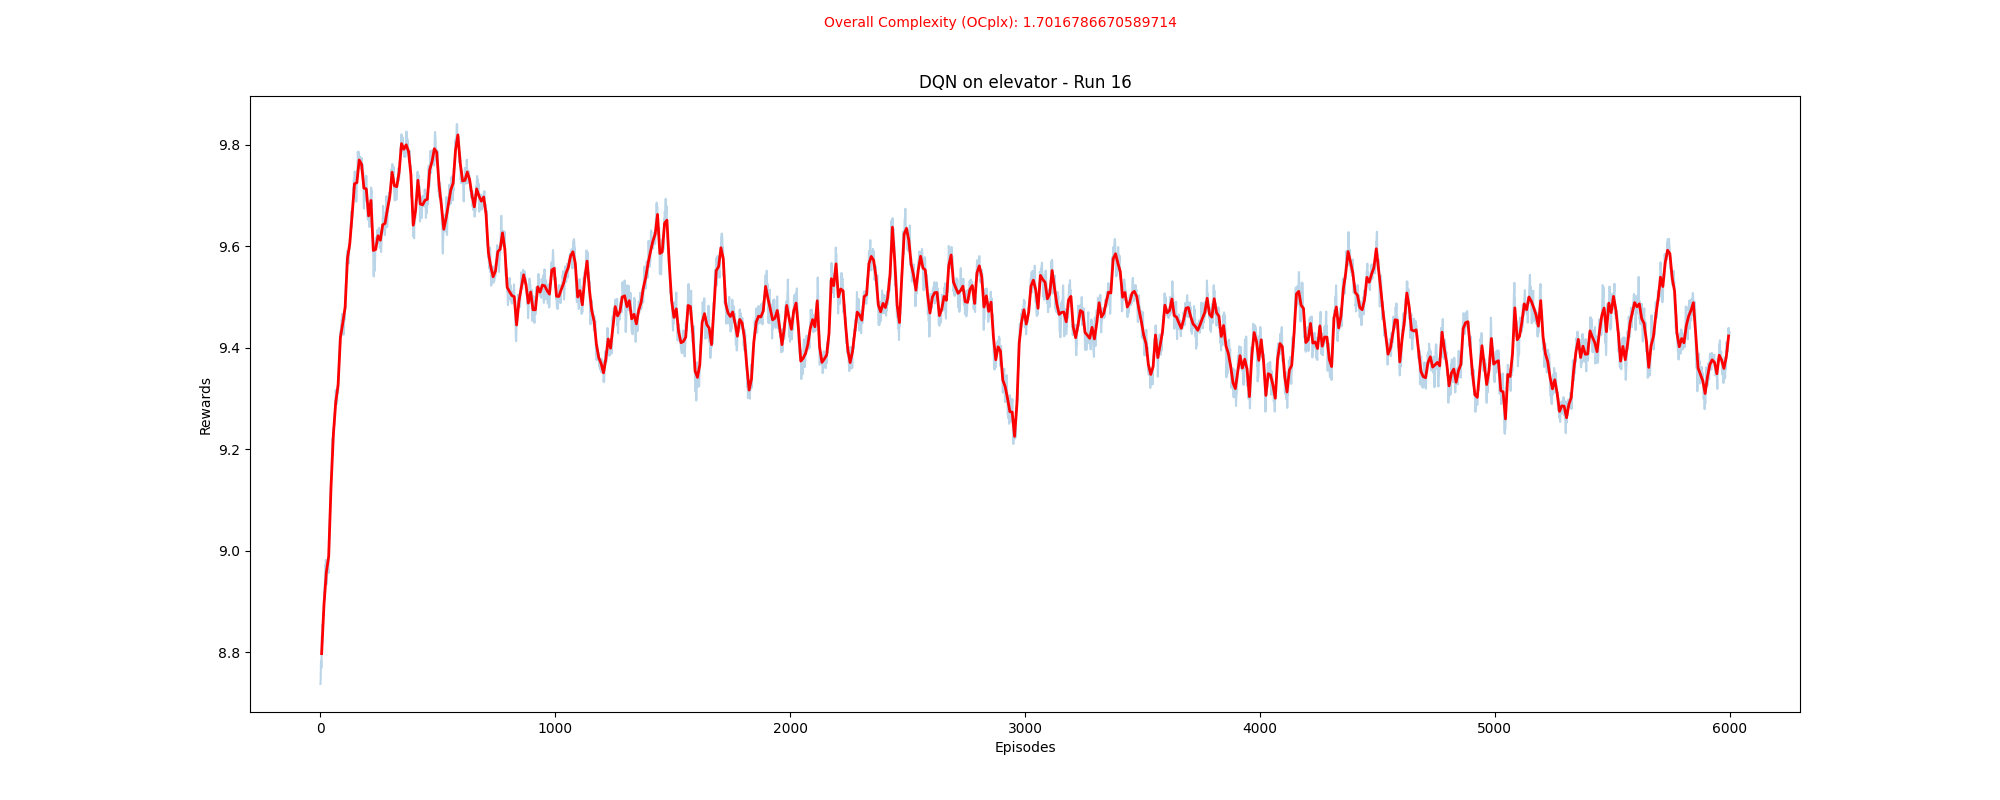 Overall Complexity (OCplx): 1.7016786670589714
DQN on elevator - Run 16
9.8
9.6
9.4
9.2
9.0
8.8
Rewards
0 1000 2000 3000 4000 5000 6000
Episodes